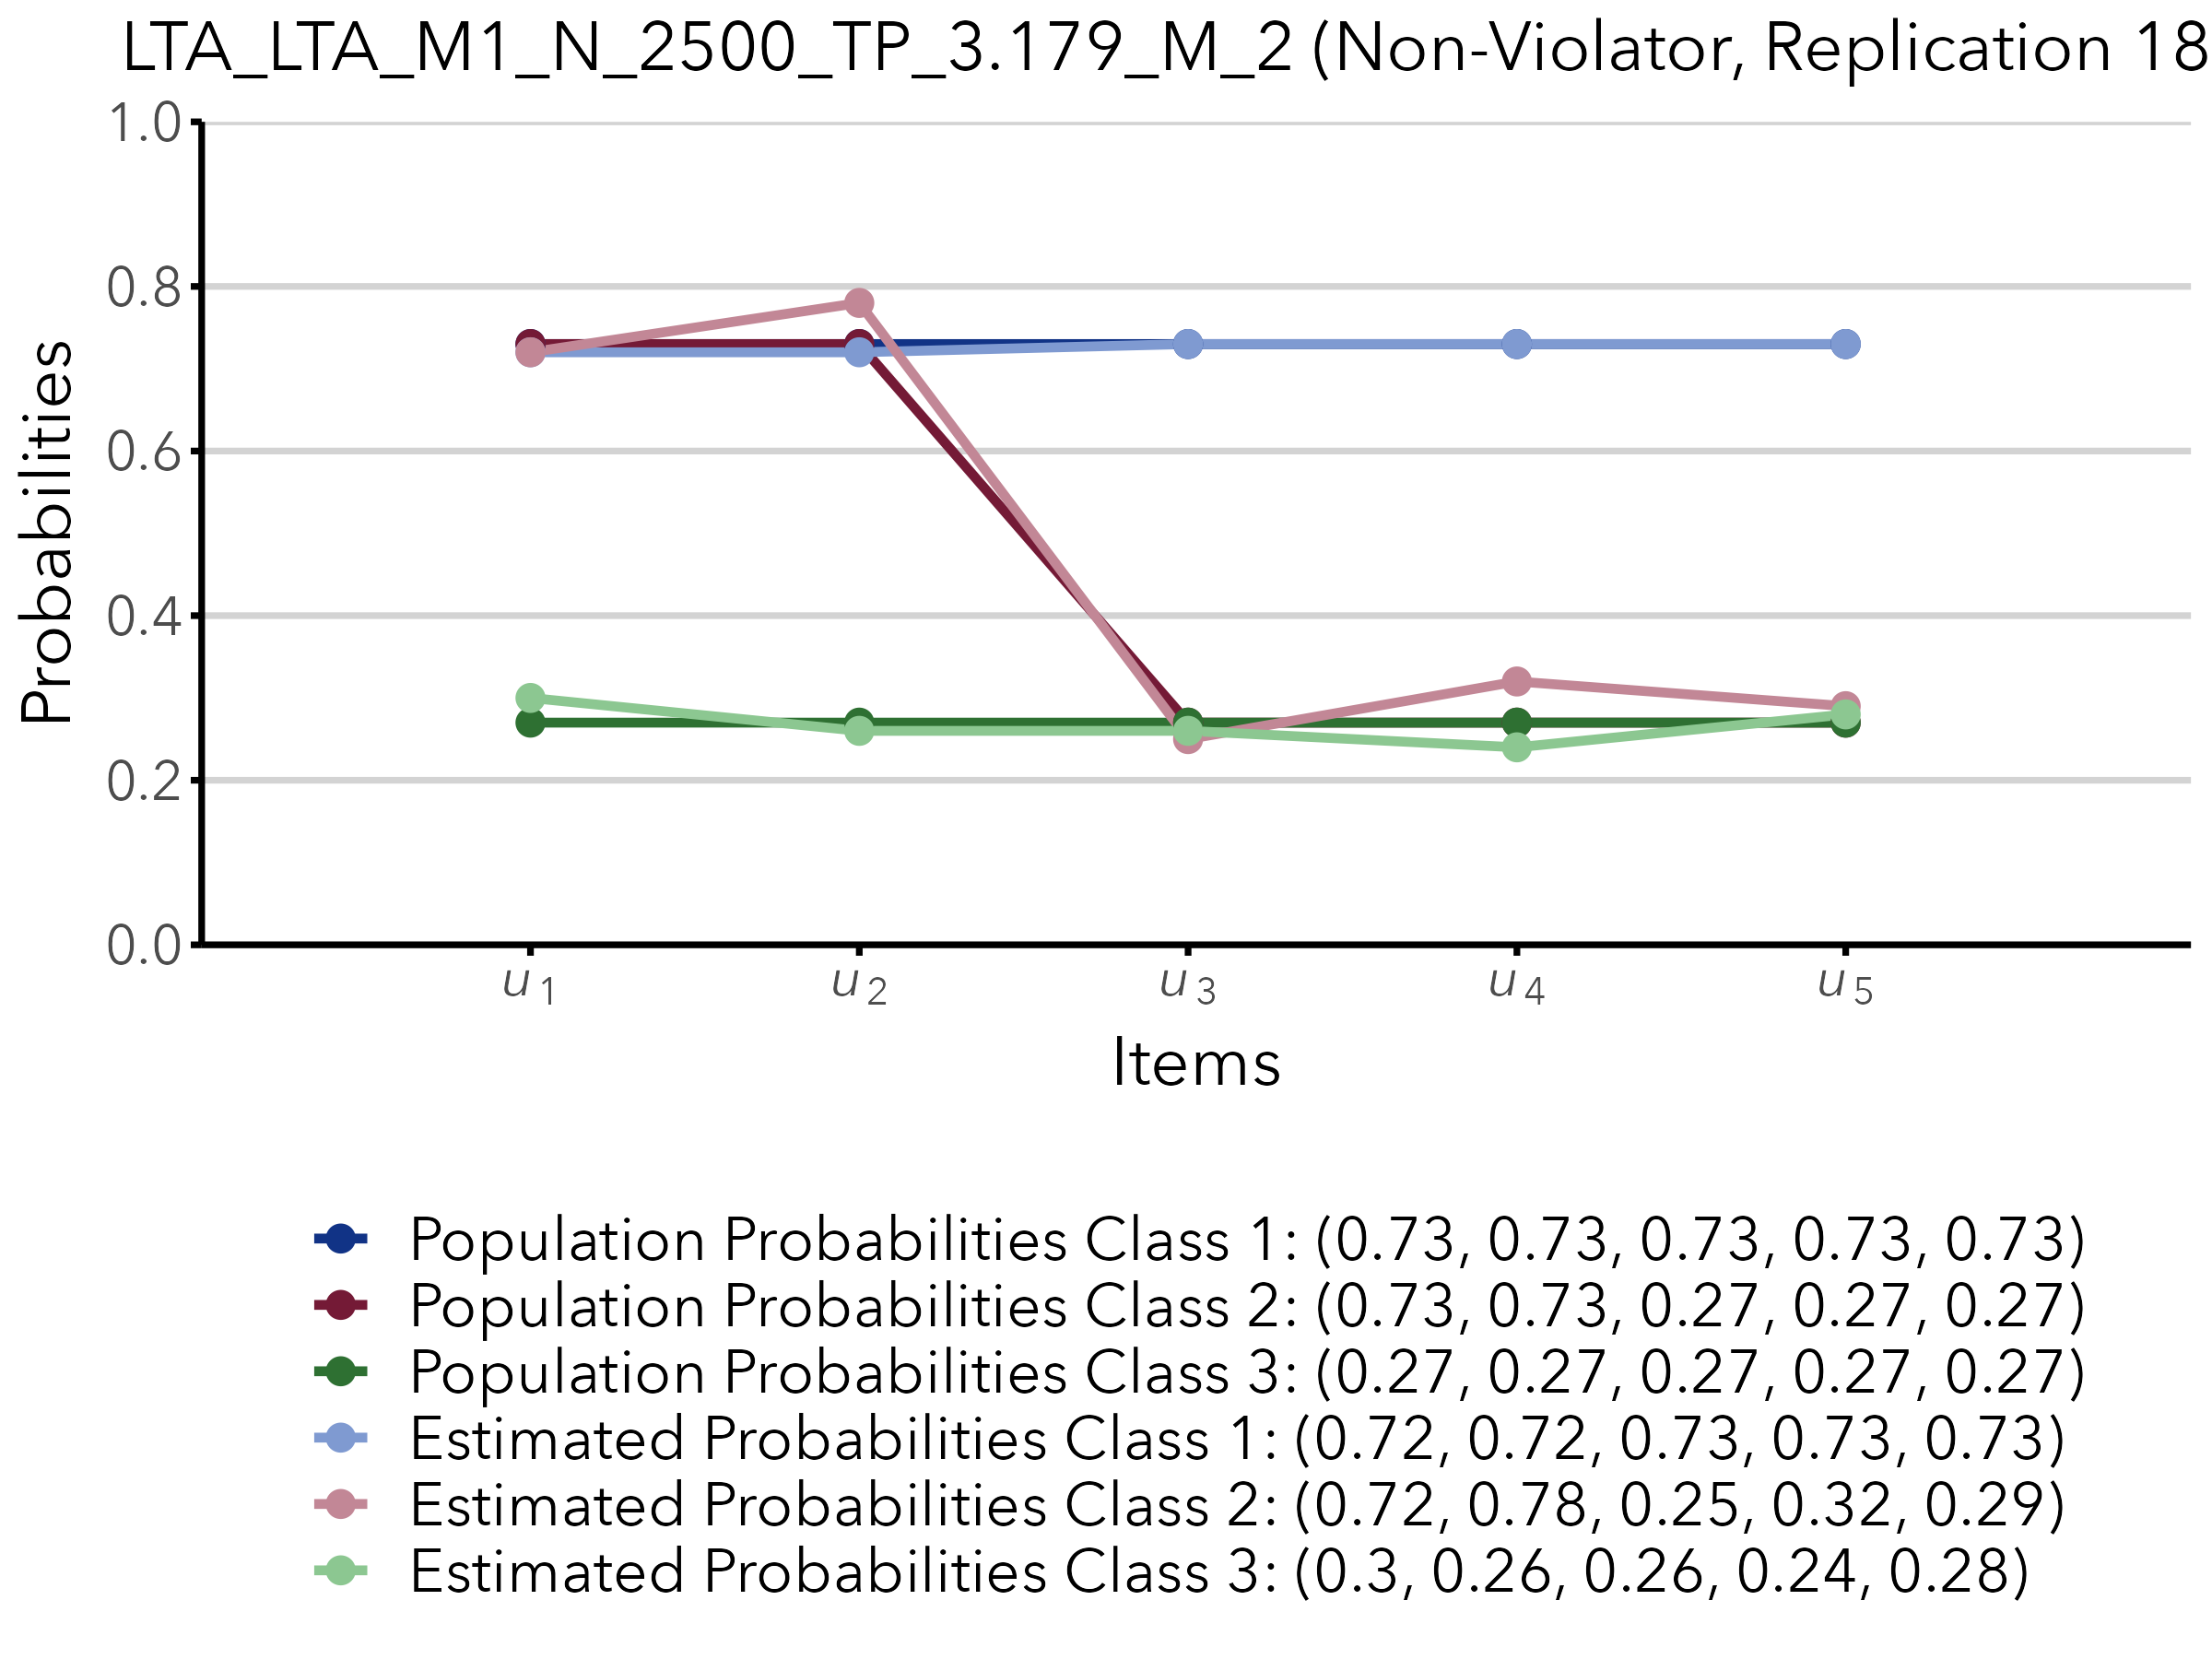 LTA_LTA_M1_N_2500_TP_3.179_M_2 (Non-Violator, Replication 18
1.0
0.8
0.6
0.4
0.2
0.0
Probabilities
u1
u2
u3
u4
u5
Items
Population Probabilities Class 1: (0.73, 0.73, 0.73, 0.73, 0.73)
Population Probabilities Class 2: (0.73, 0.73, 0.27, 0.27, 0.27)
Population Probabilities Class 3: (0.27, 0.27, 0.27, 0.27, 0.27)
Estimated Probabilities Class 1: (0.72, 0.72, 0.73, 0.73, 0.73)
Estimated Probabilities Class 2: (0.72, 0.78, 0.25, 0.32, 0.29)
Estimated Probabilities Class 3: (0.3, 0.26, 0.26, 0.24, 0.28)